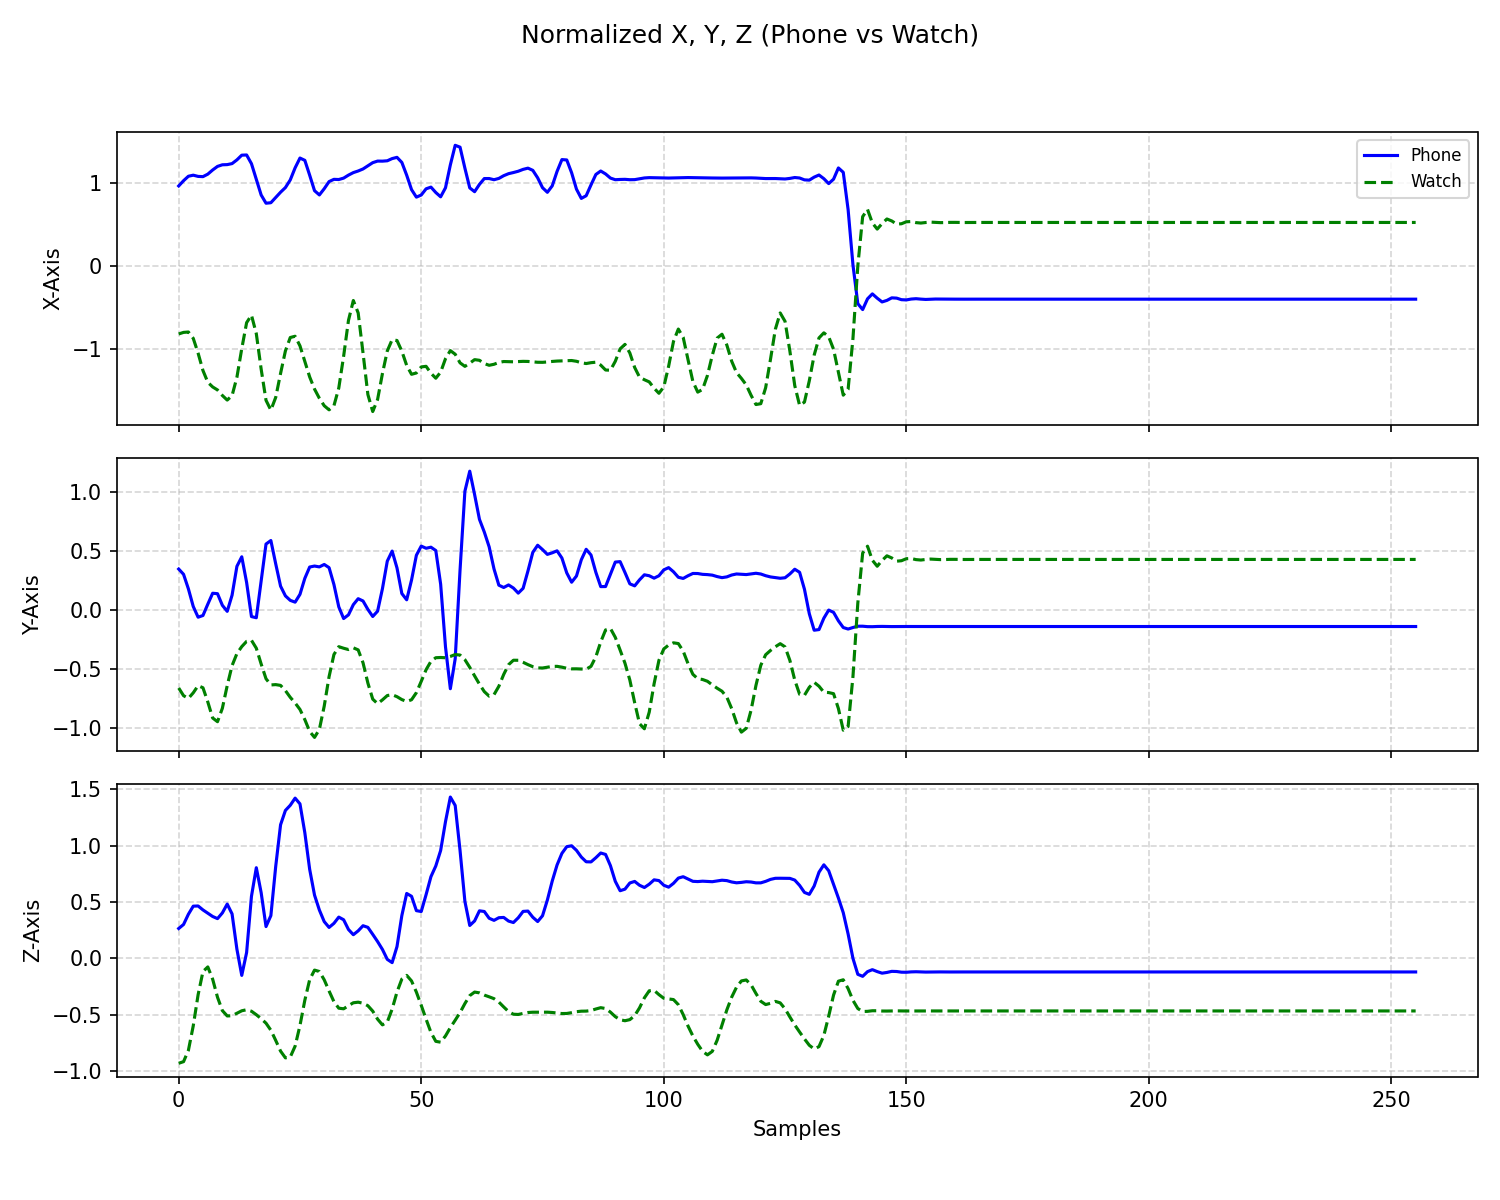 Normalized X, Y, Z (Phone vs Watch)
X-Axis
1
0
−1
Phone
Watch
Y-Axis
1.0
0.5
0.0
−0.5
−1.0
Z-Axis
1.5
1.0
0.5
0.0
−0.5
−1.0
0 50 100 150 200 250
Samples